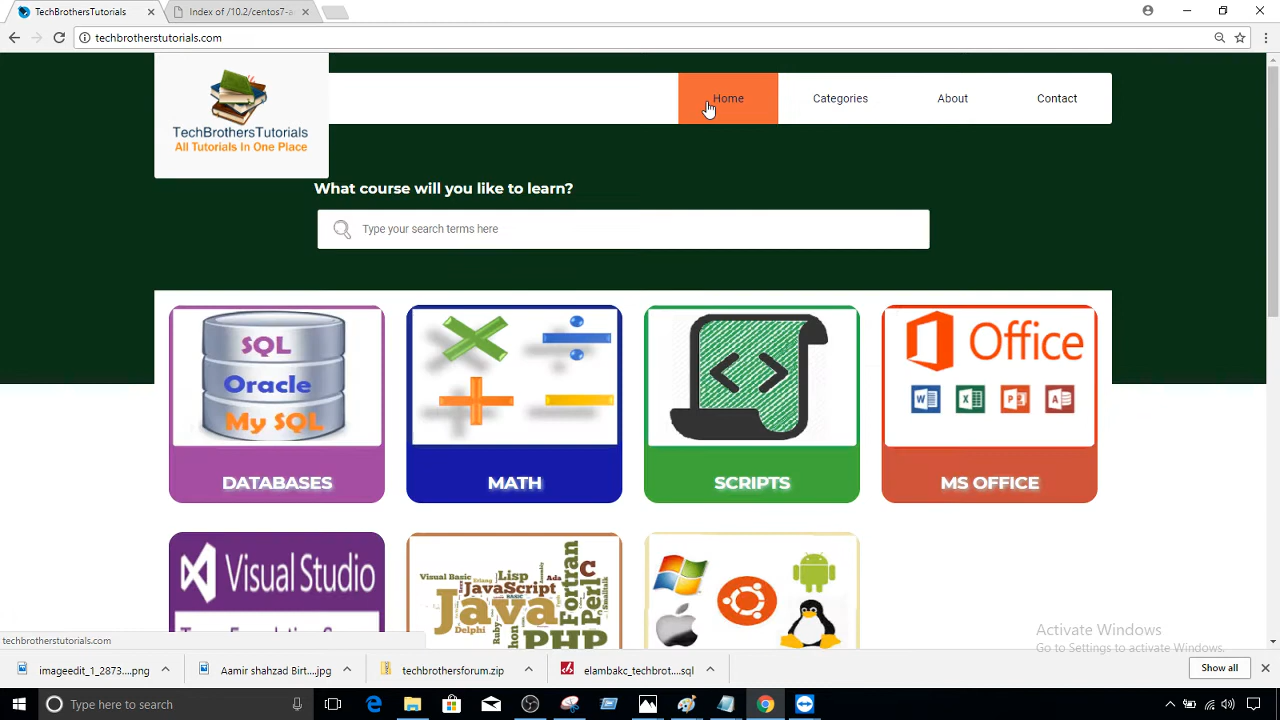 TechBrothersTutorials
Index of /10.2/centos7-a
techbrotherstutorials.com
TechBrothersTutorials
All Tutorials In One Place
Home
Categories
About
Contact
What course will you like to learn?
Type your search terms here
SQL
Oracle
My SQL
DATABASES
MATH
SCRIPTS
Office
MS OFFICE
Visual Studio
Visual Basic
Erlang
Lisp
Ada
JavaScript
Fortran
C
Smalltalk
Java
Perl
Delphi
Ruby
PHP
techbrotherstutorials.com
Activate Windows
Go to Settings to activate Windows.
imageedit_1_2873....png
Aamir shahzad Birt....jpg
techbrothersforum.zip
elambakc_techbrot....sql
Show all
Type here to search